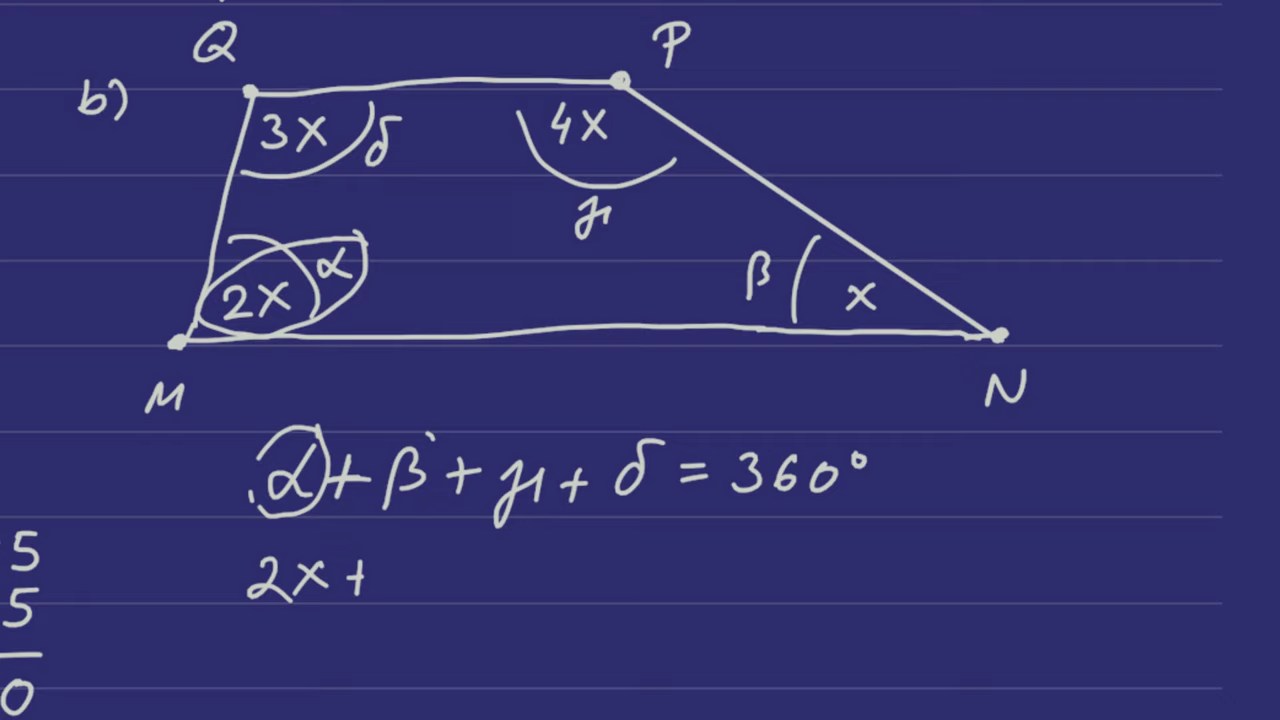 Q P
b)
3x δ 4x
γ
2x α β x
M N
α + β + γ + δ = 360°
2x +
5
5
0